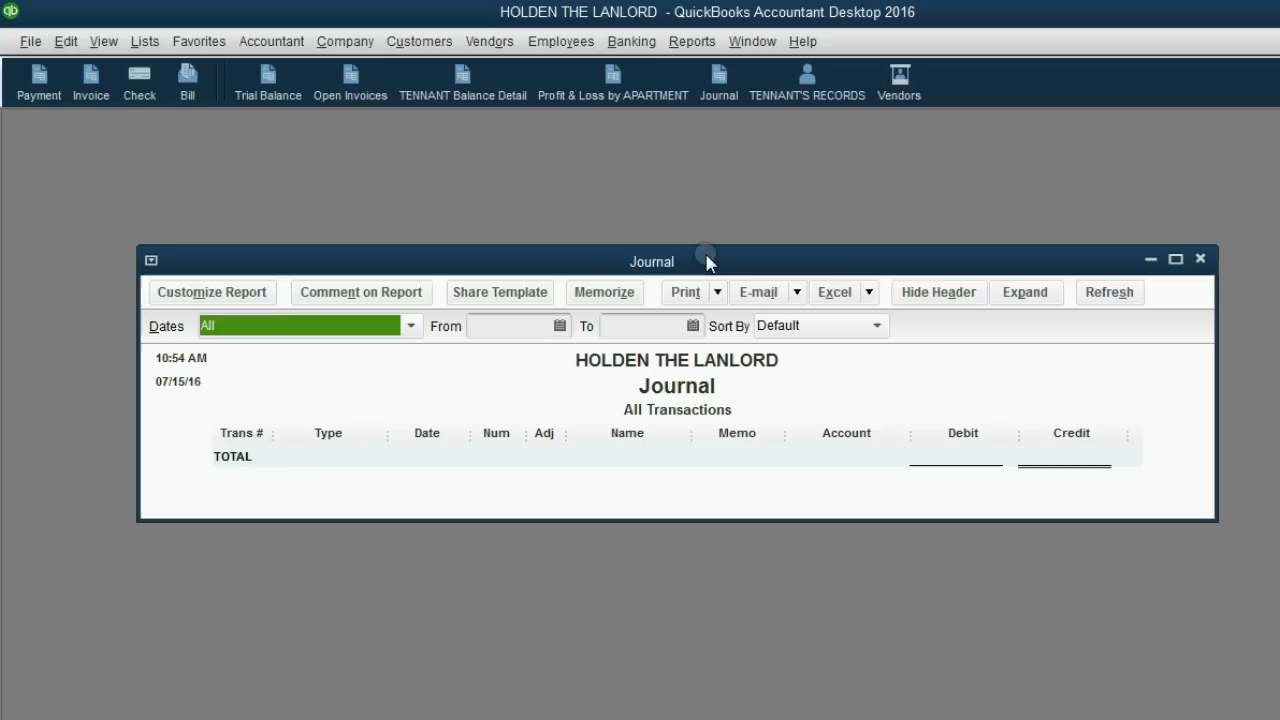 qb
HOLDEN THE LANLORD - QuickBooks Accountant Desktop 2016
File Edit View Lists Favorites Accountant Company Customers Vendors Employees Banking Reports Window Help
Payment Invoice Check Bill Trial Balance Open Invoices TENNANT Balance Detail Profit & Loss by APARTMENT Journal TENNANT'S RECORDS Vendors
Journal
Customize Report Comment on Report Share Template Memorize Print E-mail Excel Hide Header Expand Refresh
Dates All From To Sort By Default
10:54 AM HOLDEN THE LANLORD
07/15/16 Journal
All Transactions
Trans # Type Date Num Adj Name Memo Account Debit Credit
TOTAL